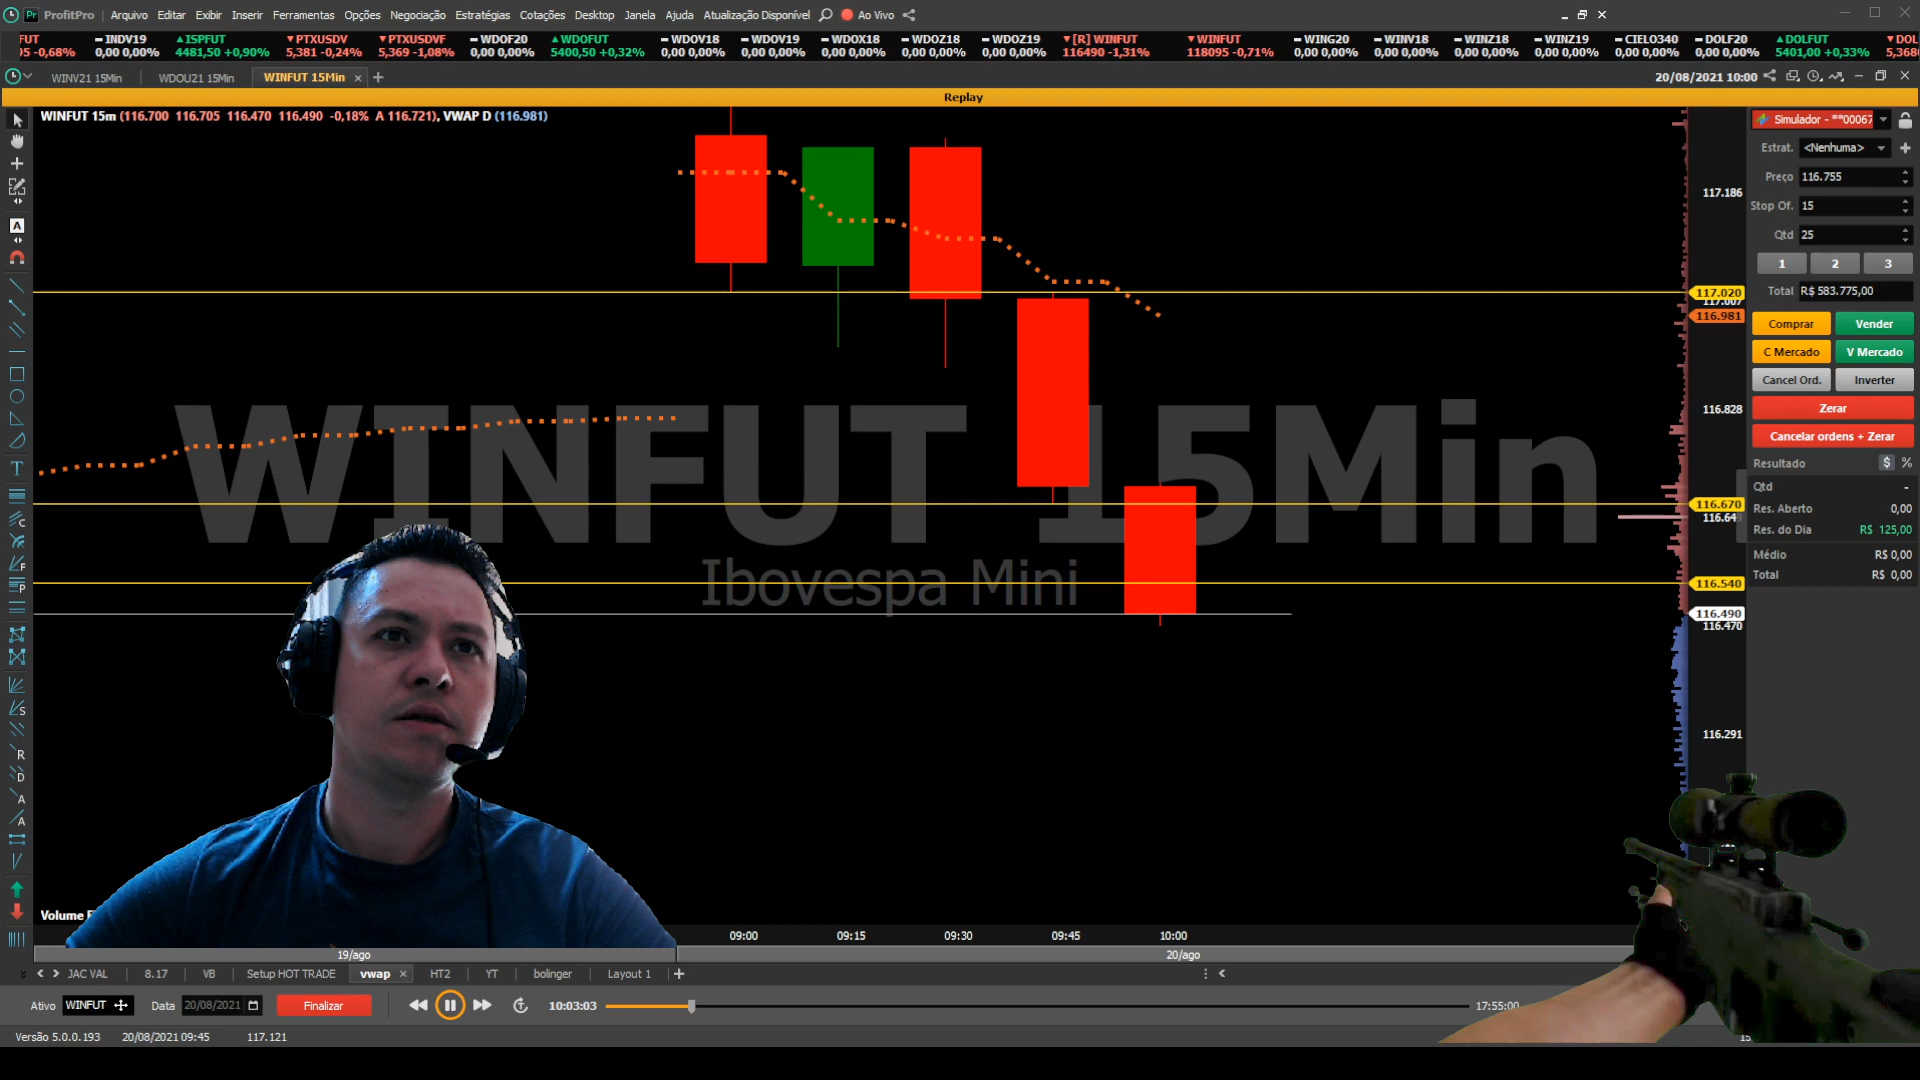 ProfitPro Arquivo Editar Exibir Inserir Ferramentas Opções Negociação Estratégias Cotações Desktop Janela Ajuda Atualização Disponível Ao Vivo
FUT INDV19 ISPFUT PTXUSDV PTXUSDVF WDOF20 WDOFUT WDOV18 WDOV19 WDOX18 WDOZ18 WDOZ19 [R] WINFUT WINFUT WING20 WINV18 WINZ18 WINZ19 CIELO340 DOLF20 DOLFUT DOL
-0,68% 0,00 0,00% 4481,50 +0,90% 5,381 -0,24% 5,369 -1,08% 0,00 0,00% 5400,50 +0,32% 0,00 0,00% 0,00 0,00% 0,00 0,00% 0,00 0,00% 0,00 0,00% 116490 -1,31% 118095 -0,71% 0,00 0,00% 0,00 0,00% 0,00 0,00% 0,00 0,00% 0,00 0,00% 0,00 0,00% 5401,00 +0,33% 5,368
WINV21 15Min WDOU21 15Min WINFUT 15Min 20/08/2021 10:00
Replay
WINFUT 15m (116.700 116.705 116.470 116.490 -0,18% A 116.721), VWAP D (116.981)
Simulador - **00067
Estrat. <Nenhuma>
Preço 116.755
Stop Of. 15
Qtd 25
1 2 3
Total R$ 583.775,00
Comprar Vender
C Mercado V Mercado
Cancel Ord. Inverter
Zerar
Cancelar ordens + Zerar
Resultado $ %
Qtd -
Res. Aberto 0,00
Res. do Dia R$ 125,00
Médio R$ 0,00
Total R$ 0,00
117.186
117.020
116.981
116.828
116.670
116.540
116.490
116.470
116.291
WINFUT 15Min
Ibovespa Mini
Volume
09:00 09:15 09:30 09:45 10:00
19/ago 20/ago
JAC VAL 8.17 VB Setup HOT TRADE vwap HT2 YT bolinger Layout 1
Ativo WINFUT Data 20/08/2021 Finalizar 10:03:03 17:55:00
Versão 5.0.0.193 20/08/2021 09:45 117.121